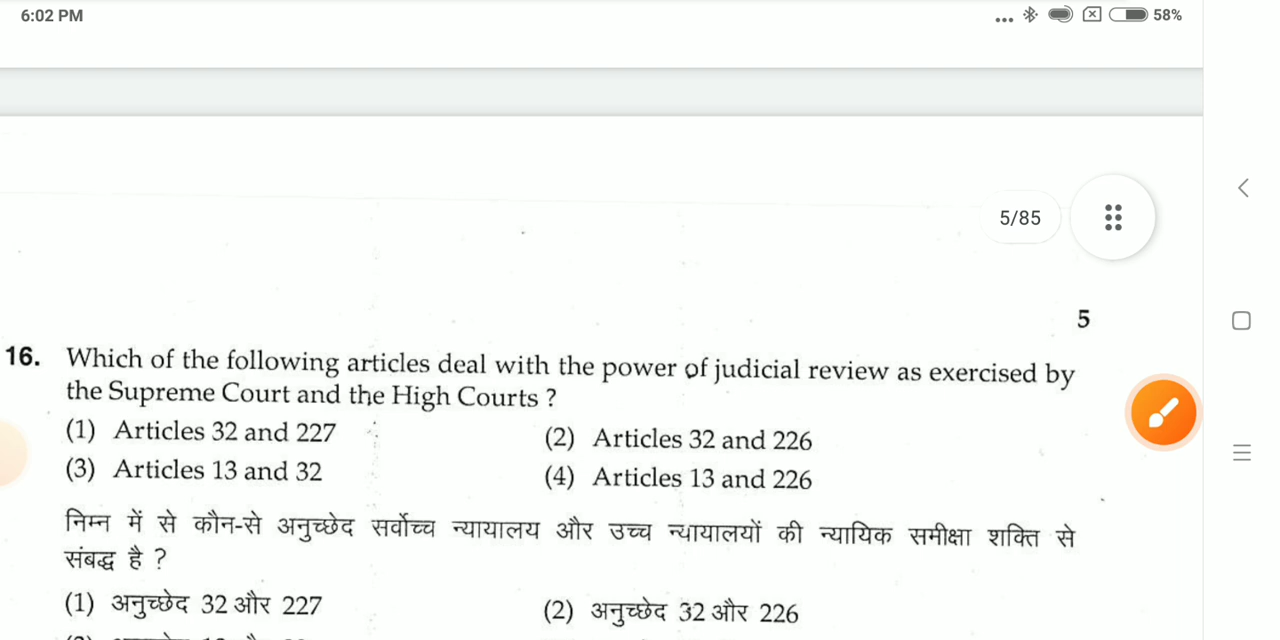 6:02 PM
58%
5/85
5
16. Which of the following articles deal with the power of judicial review as exercised by
the Supreme Court and the High Courts ?
(1) Articles 32 and 227 (2) Articles 32 and 226
(3) Articles 13 and 32 (4) Articles 13 and 226
निम्न में से कौन-से अनुच्छेद सर्वोच्च न्यायालय और उच्च न्यायालयों की न्यायिक समीक्षा शक्ति से
संबद्ध है ?
(1) अनुच्छेद 32 और 227 (2) अनुच्छेद 32 और 226